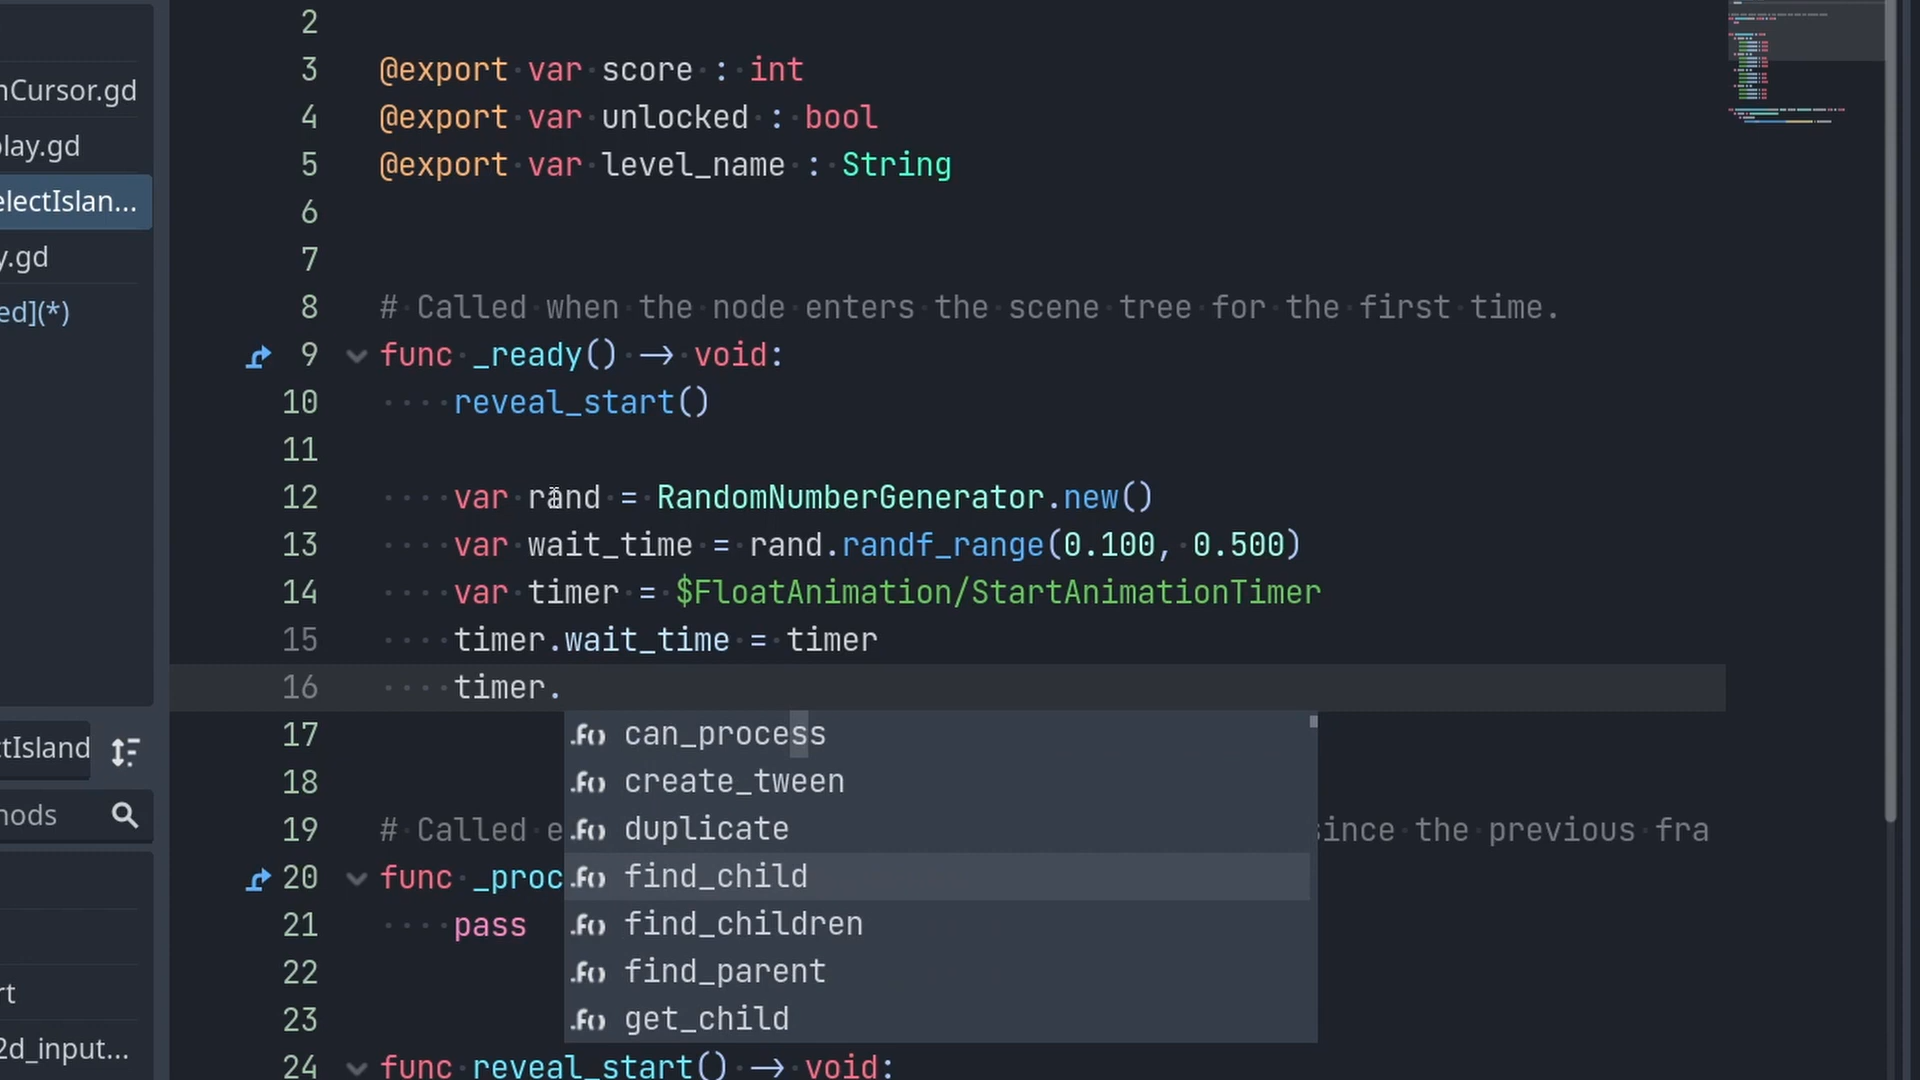 2
3 @export var score : int
4 @export var unlocked : bool
5 @export var level_name : String
6
7
8 # Called when the node enters the scene tree for the first time.
9 func _ready() -> void:
10 reveal_start()
11
12 var rand = RandomNumberGenerator.new()
13 var wait_time = rand.randf_range(0.100, 0.500)
14 var timer = $FloatAnimation/StartAnimationTimer
15 timer.wait_time = timer
16 timer.
17
18
19 # Called e since the previous fra
20 func _proc
21 pass
22
23
24 func reveal_start() -> void:
can_process
create_tween
duplicate
find_child
find_children
find_parent
get_child
nCursor.gd
play.gd
electIslan...
y.gd
ed](*)
ctIsland
hods
rt
2d_input...